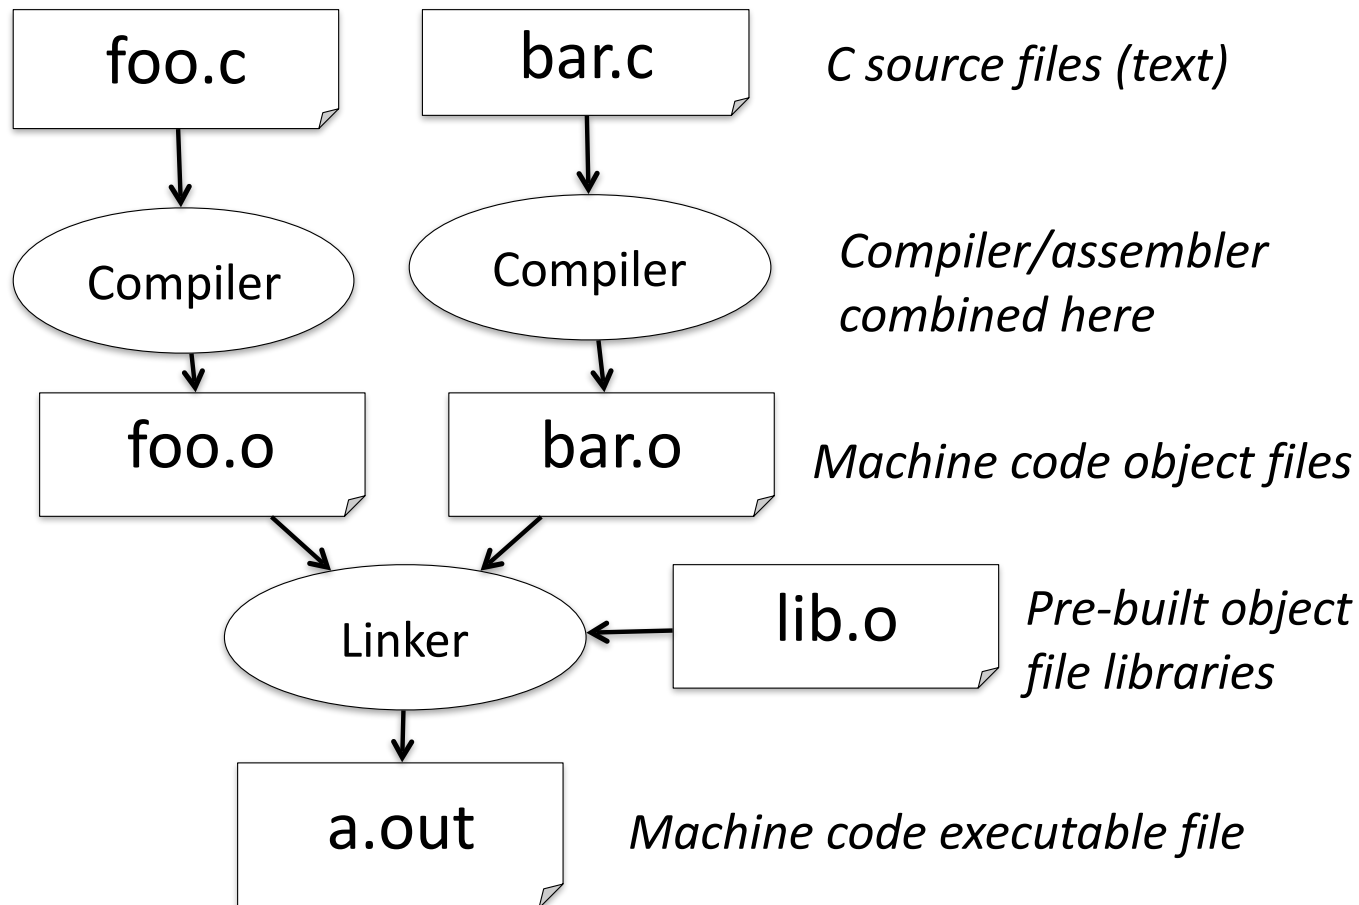 foo.c
bar.c
C source files (text)
Compiler
Compiler
Compiler/assembler
combined here
foo.o
bar.o
Machine code object files
Linker
lib.o
Pre-built object
file libraries
a.out
Machine code executable file